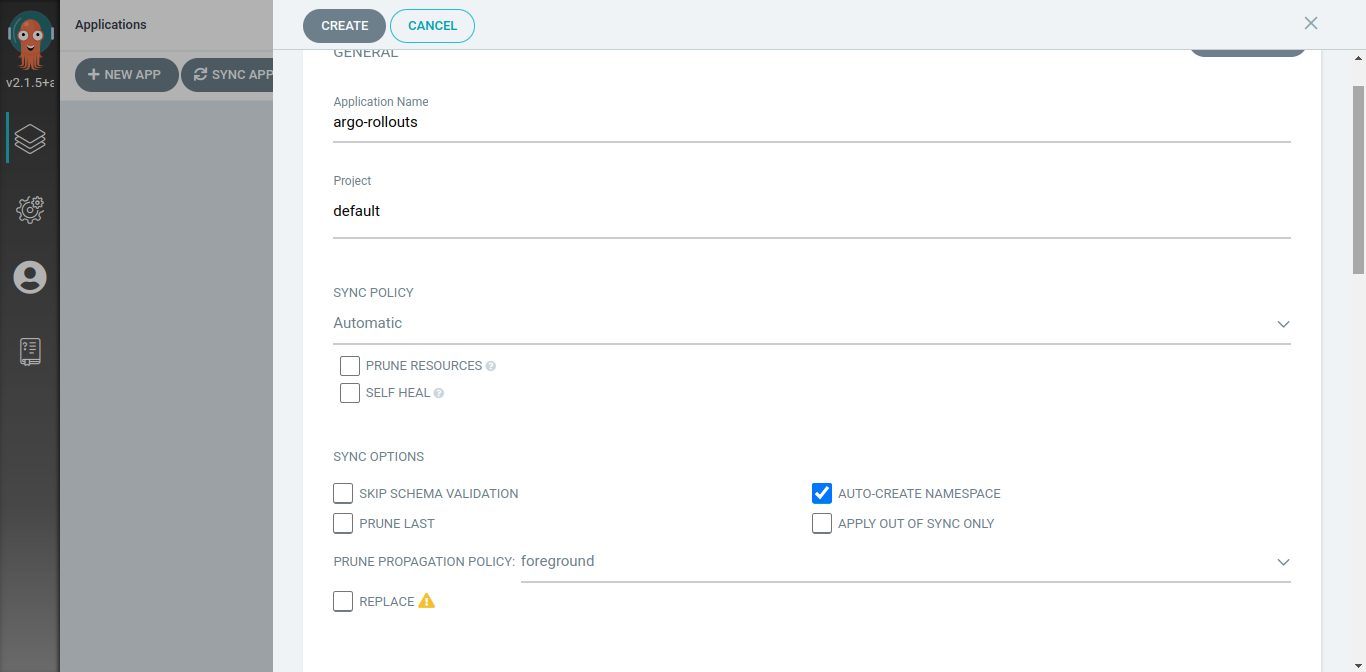 Applications
CREATE
CANCEL
v2.1.5+a
NEW APP
SYNC APP
GENERAL
Application Name
argo-rollouts
Project
default
SYNC POLICY
Automatic
PRUNE RESOURCES
SELF HEAL
SYNC OPTIONS
SKIP SCHEMA VALIDATION
AUTO-CREATE NAMESPACE
PRUNE LAST
APPLY OUT OF SYNC ONLY
PRUNE PROPAGATION POLICY: foreground
REPLACE